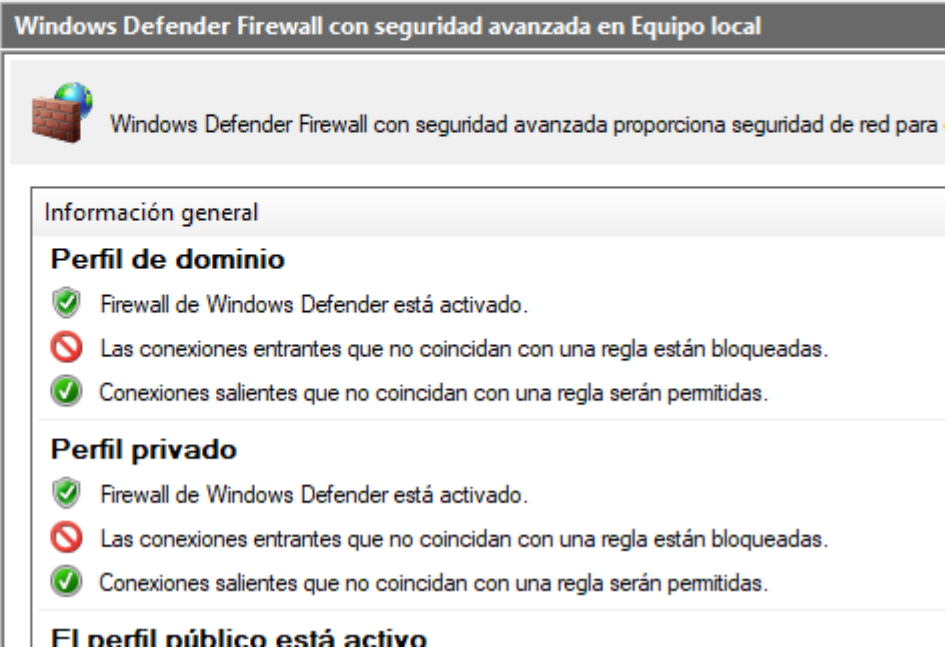 Windows Defender Firewall con seguridad avanzada en Equipo local
Windows Defender Firewall con seguridad avanzada proporciona seguridad de red para
Información general
Perfil de dominio
Firewall de Windows Defender está activado.
Las conexiones entrantes que no coincidan con una regla están bloqueadas.
Conexiones salientes que no coincidan con una regla serán permitidas.
Perfil privado
Firewall de Windows Defender está activado.
Las conexiones entrantes que no coincidan con una regla están bloqueadas.
Conexiones salientes que no coincidan con una regla serán permitidas.
El perfil público está activo